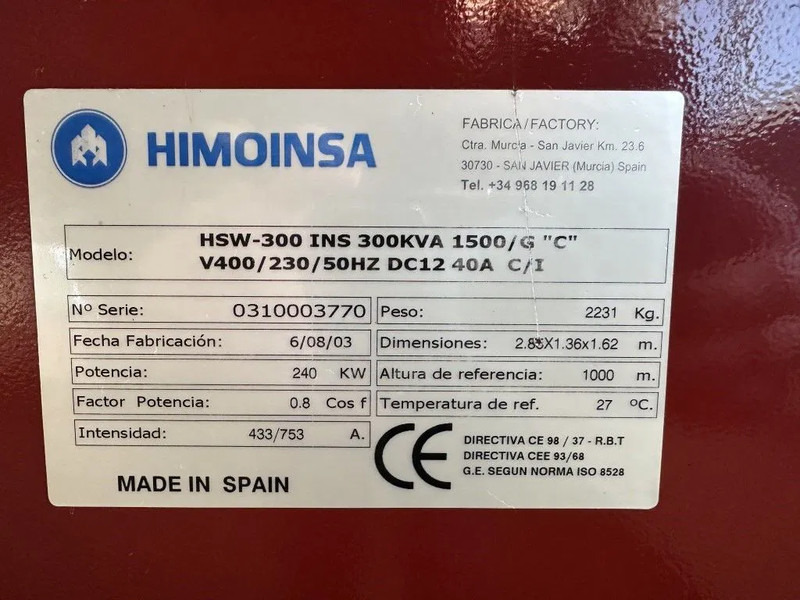 HIMOINSA
FABRICA/FACTORY:
Ctra. Murcia - San Javier Km. 23.6
30730 - SAN JAVIER (Murcia) Spain
Tel. +34 968 19 11 28
Modelo:
HSW-300 INS 300KVA 1500/G "C"
V400/230/50HZ DC12 40A C/I
Nº Serie: 0310003770
Peso: 2231 Kg.
Fecha Fabricación: 6/08/03
Dimensiones: 2.85X1.36x1.62 m.
Potencia: 240 KW
Altura de referencia: 1000 m.
Factor Potencia: 0.8 Cos f
Temperatura de ref. 27 ºC.
Intensidad: 433/753 A.
CE
DIRECTIVA CE 98 / 37 - R.B.T
DIRECTIVA CEE 93/68
G.E. SEGUN NORMA ISO 8528
MADE IN SPAIN